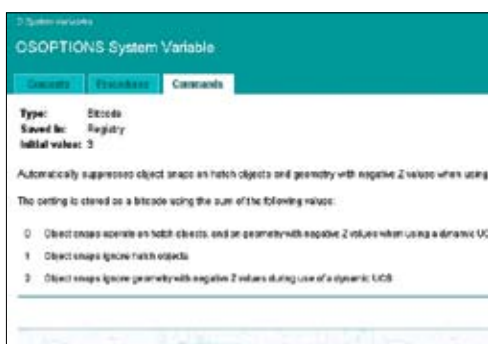 System variables
OSOPTIONS System Variable
Concepts Procedures Commands
Type: Bitcode
Saved in: Registry
Initial value: 3
Automatically suppresses object snaps on hatch objects and geometry with negative Z values when using
The setting is stored as a bitcode using the sum of the following values:
0 Object snaps operate on hatch objects, and on geometry with negative Z values when using a dynamic UC
1 Object snaps ignore hatch objects
2 Object snaps ignore geometry with negative Z values during use of a dynamic UCS